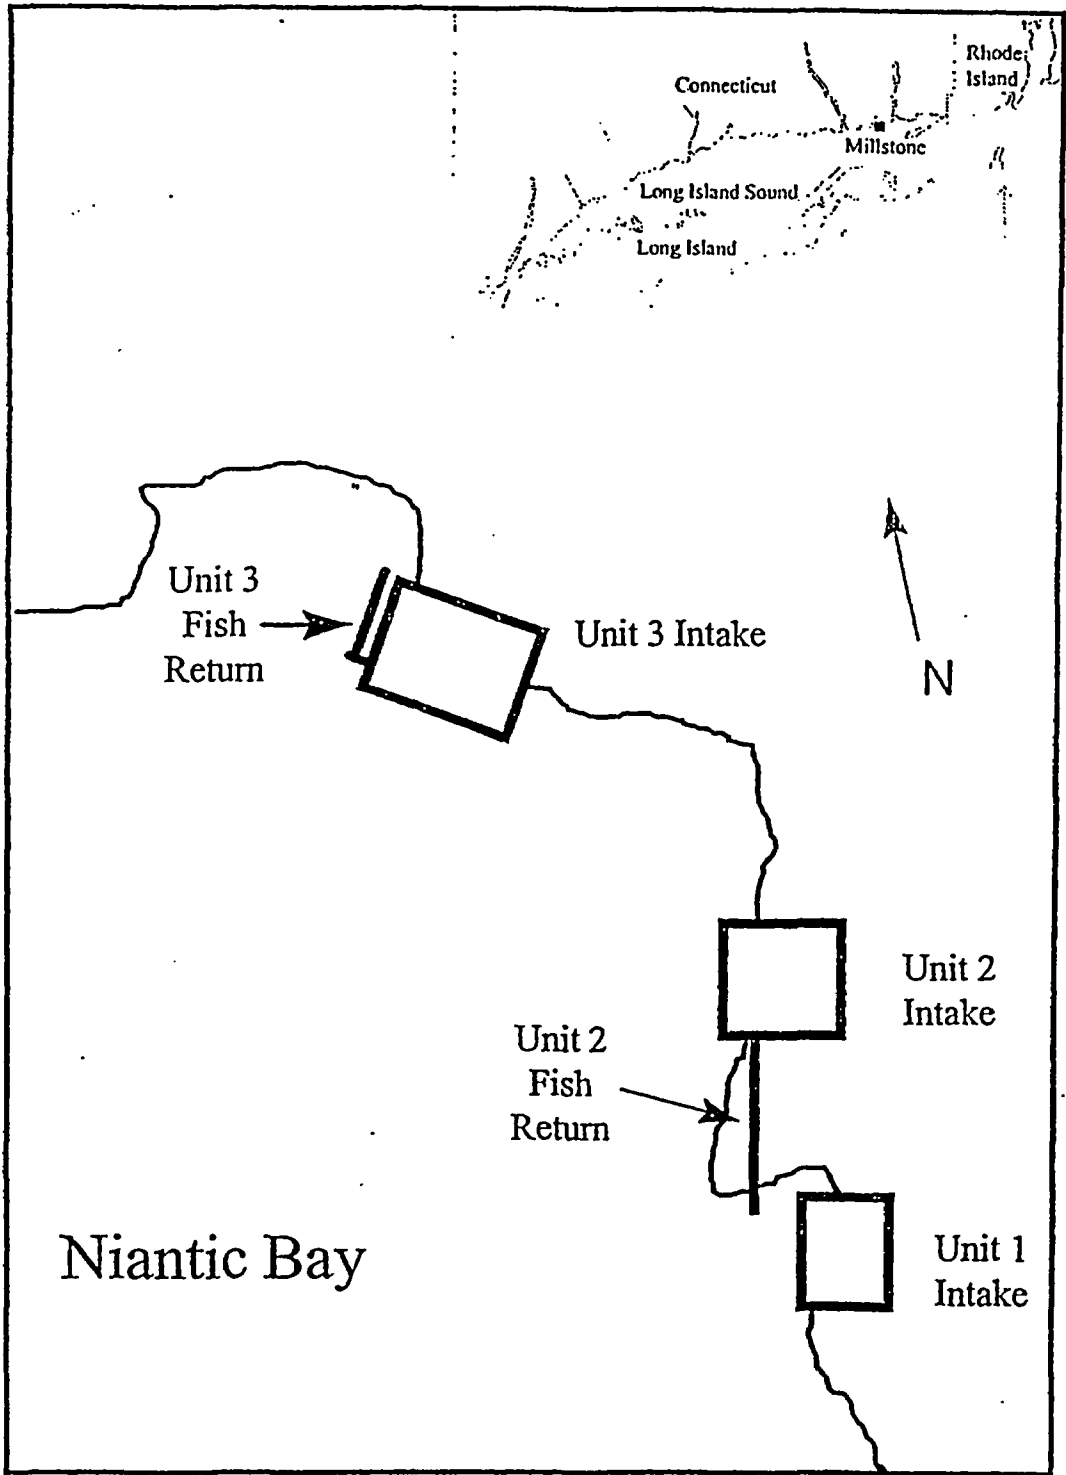 Rhode
Island
Connecticut
Millstone
Long Island Sound
Long Island
Unit 3
Fish
Return
Unit 3 Intake
N
Unit 2
Intake
Unit 2
Fish
Return
Niantic Bay
Unit 1
Intake